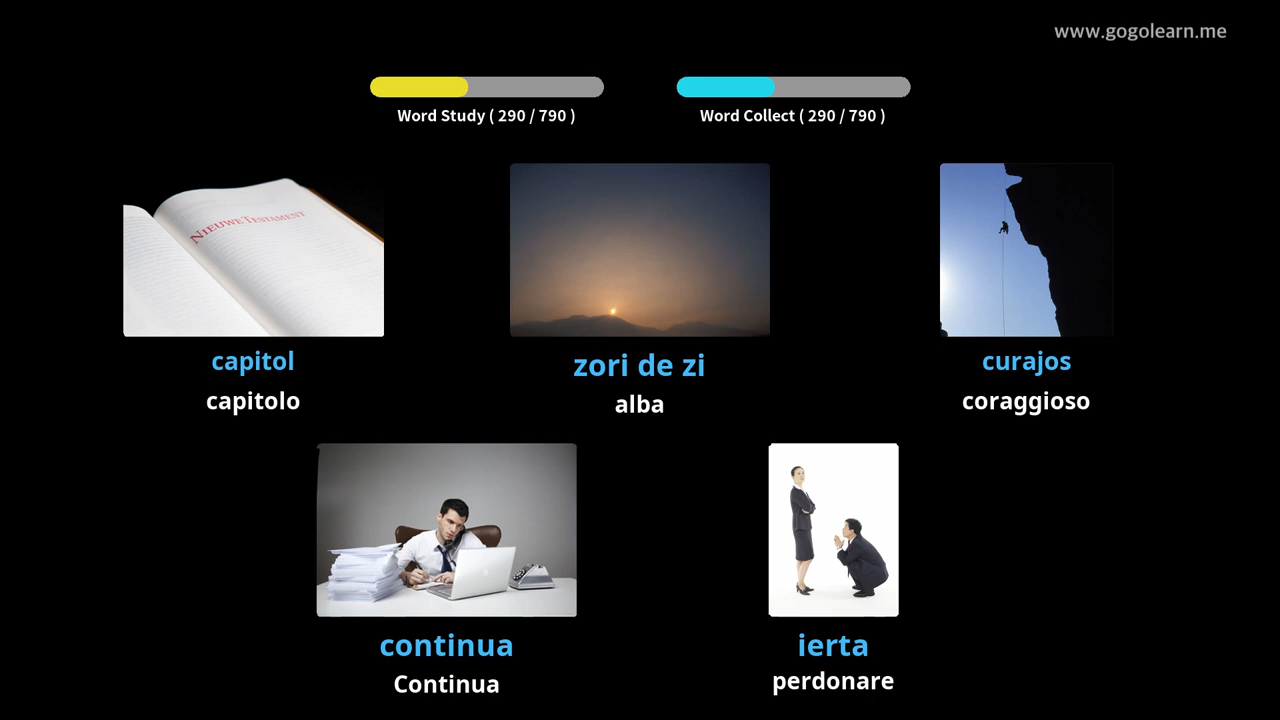 www.gogolearn.me
Word Study ( 290 / 790 )
Word Collect ( 290 / 790 )
NIEUWE TESTAMENT
capitol
zori de zi
curajos
capitolo
alba
coraggioso
continua
ierta
Continua
perdonare